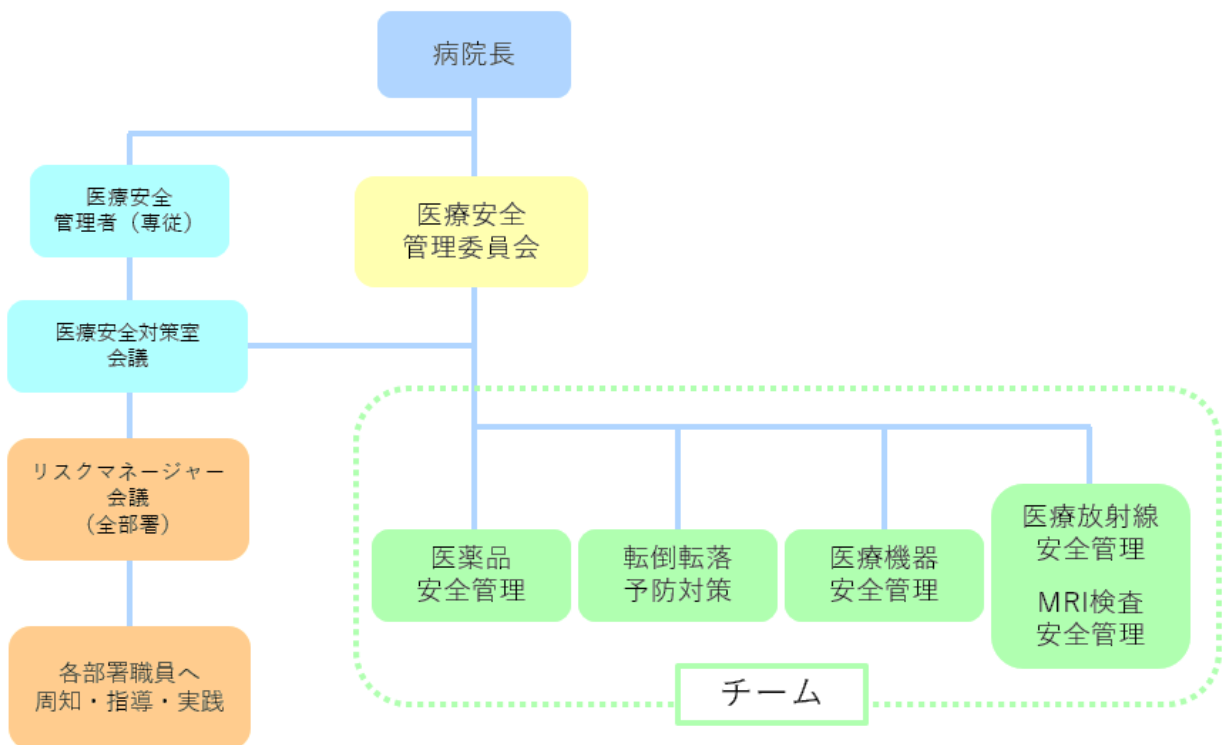 病院長
医療安全
管理者（専従）
医療安全
管理委員会
医療安全対策室
会議
リスクマネージャー
会議
（全部署）
各部署職員へ
周知・指導・実践
医薬品
安全管理
転倒転落
予防対策
医療機器
安全管理
医療放射線
安全管理
MRI検査
安全管理
チーム